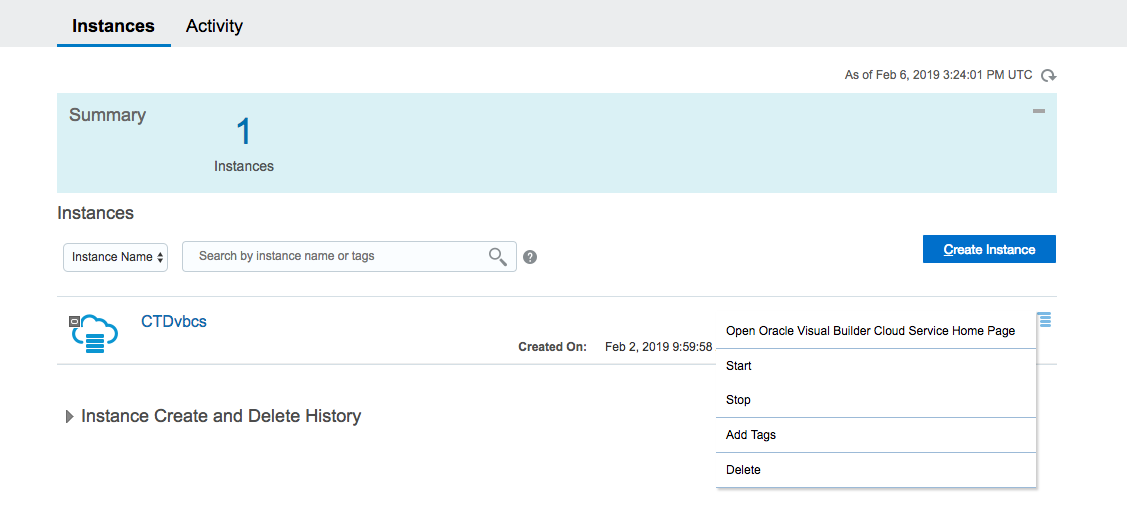 Instances Activity
As of Feb 6, 2019 3:24:01 PM UTC
Summary
1
Instances
Instances
Instance Name
Search by instance name or tags
?
Create Instance
CTDvbcs
Created On: Feb 2, 2019 9:59:58
Open Oracle Visual Builder Cloud Service Home Page
Start
Stop
Add Tags
Delete
Instance Create and Delete History